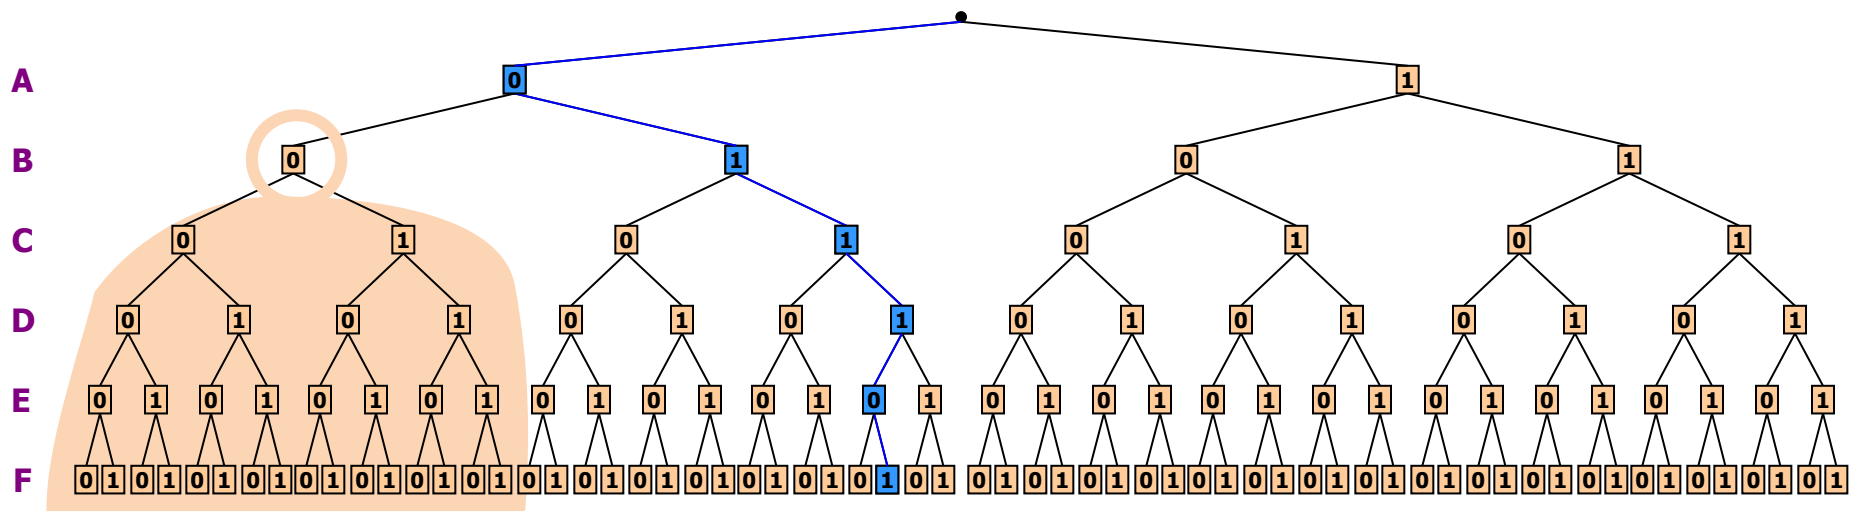 A 0 1
B 0 1 0 1
C 0 1 0 1 0 1 0 1
D 0 1 0 1 0 1 0 1 0 1 0 1 0 1 0 1
E 0 1 0 1 0 1 0 1 0 1 0 1 0 1 0 1 0 1 0 1 0 1 0 1 0 1 0 1 0 1 0 1
F 0 1 0 1 0 1 0 1 0 1 0 1 0 1 0 1 0 1 0 1 0 1 0 1 0 1 0 1 0 1 0 1 0 1 0 1 0 1 0 1 0 1 0 1 0 1 0 1 0 1 0 1 0 1 0 1 0 1 0 1 0 1 0 1